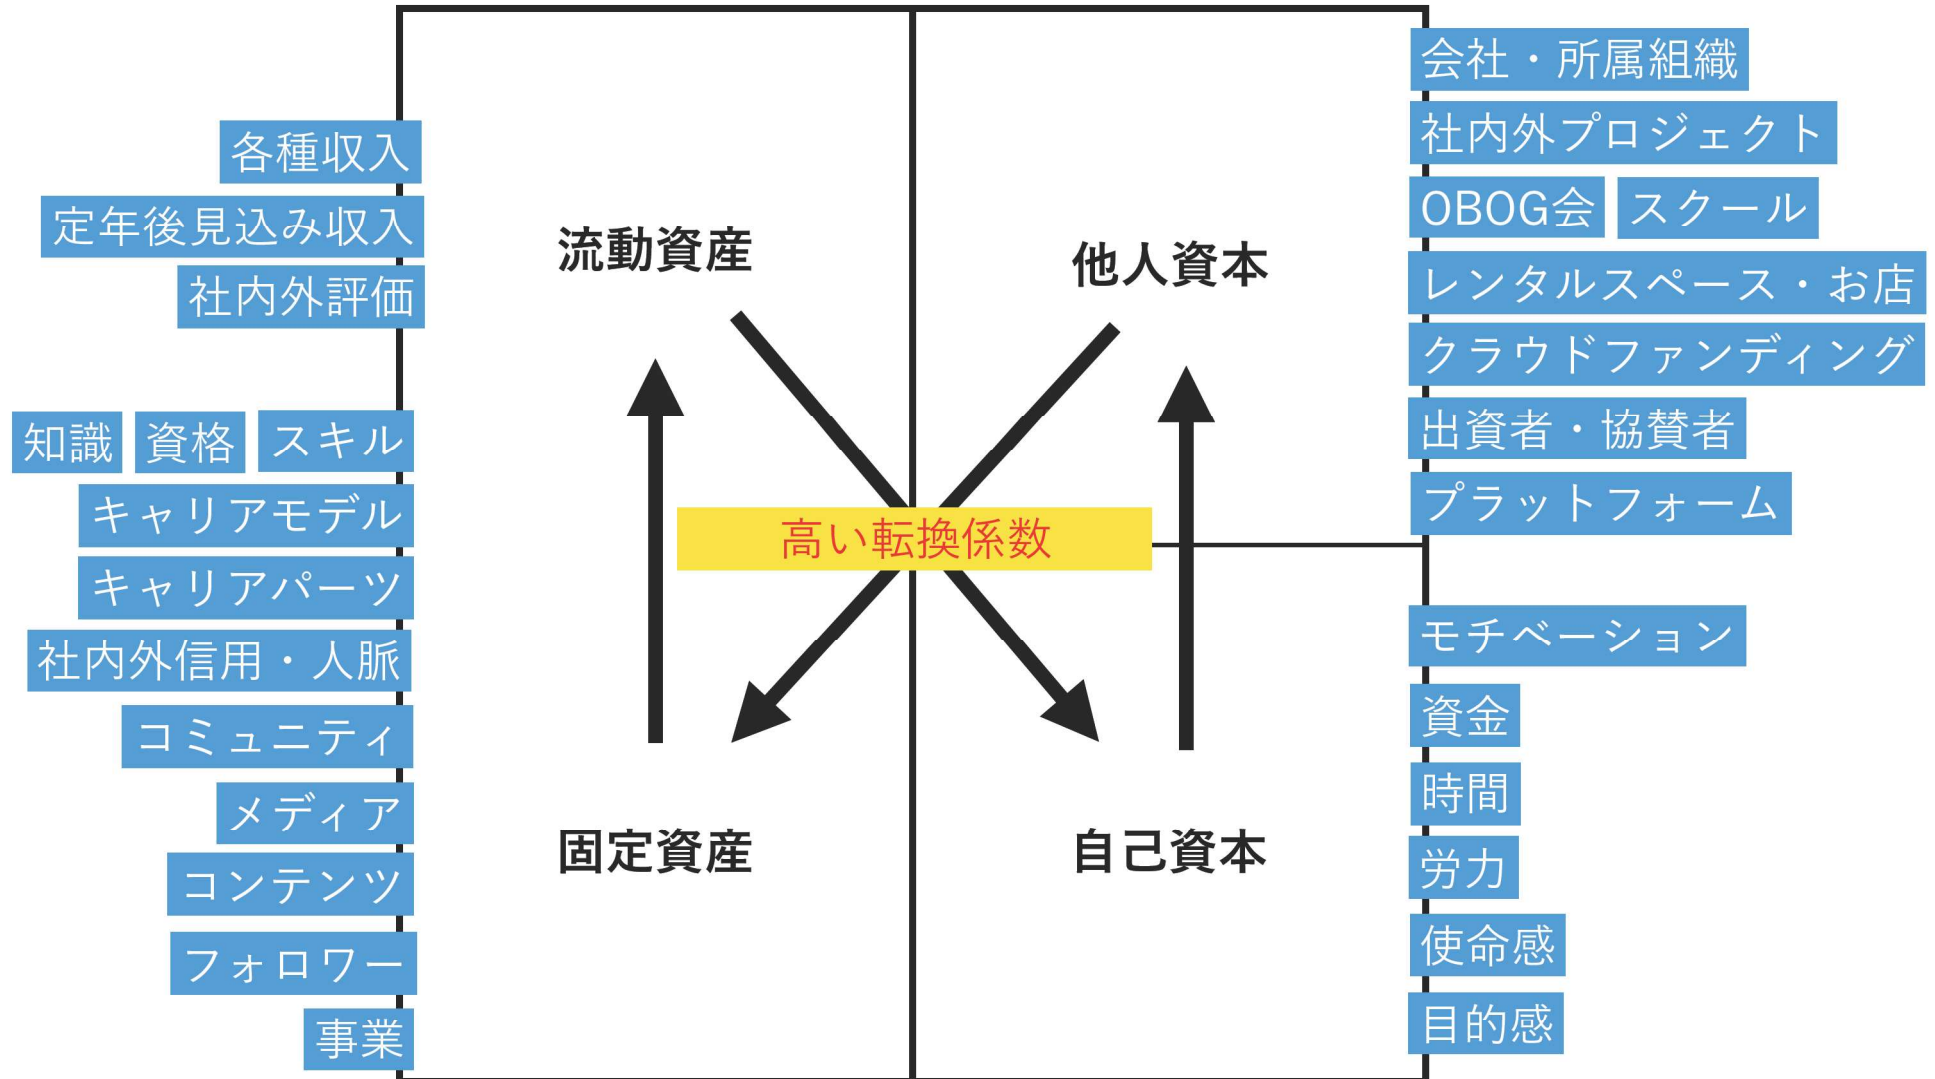 各種収入
定年後見込み収入
社内外評価
知識 資格 スキル
キャリアモデル
キャリアパーツ
社内外信用・人脈
コミュニティ
メディア
コンテンツ
フォロワー
事業
流動資産
固定資産
高い転換係数
他人資本
自己資本
会社・所属組織
社内外プロジェクト
OBOG会 スクール
レンタルスペース・お店
クラウドファンディング
出資者・協賛者
プラットフォーム
モチベーション
資金
時間
労力
使命感
目的感